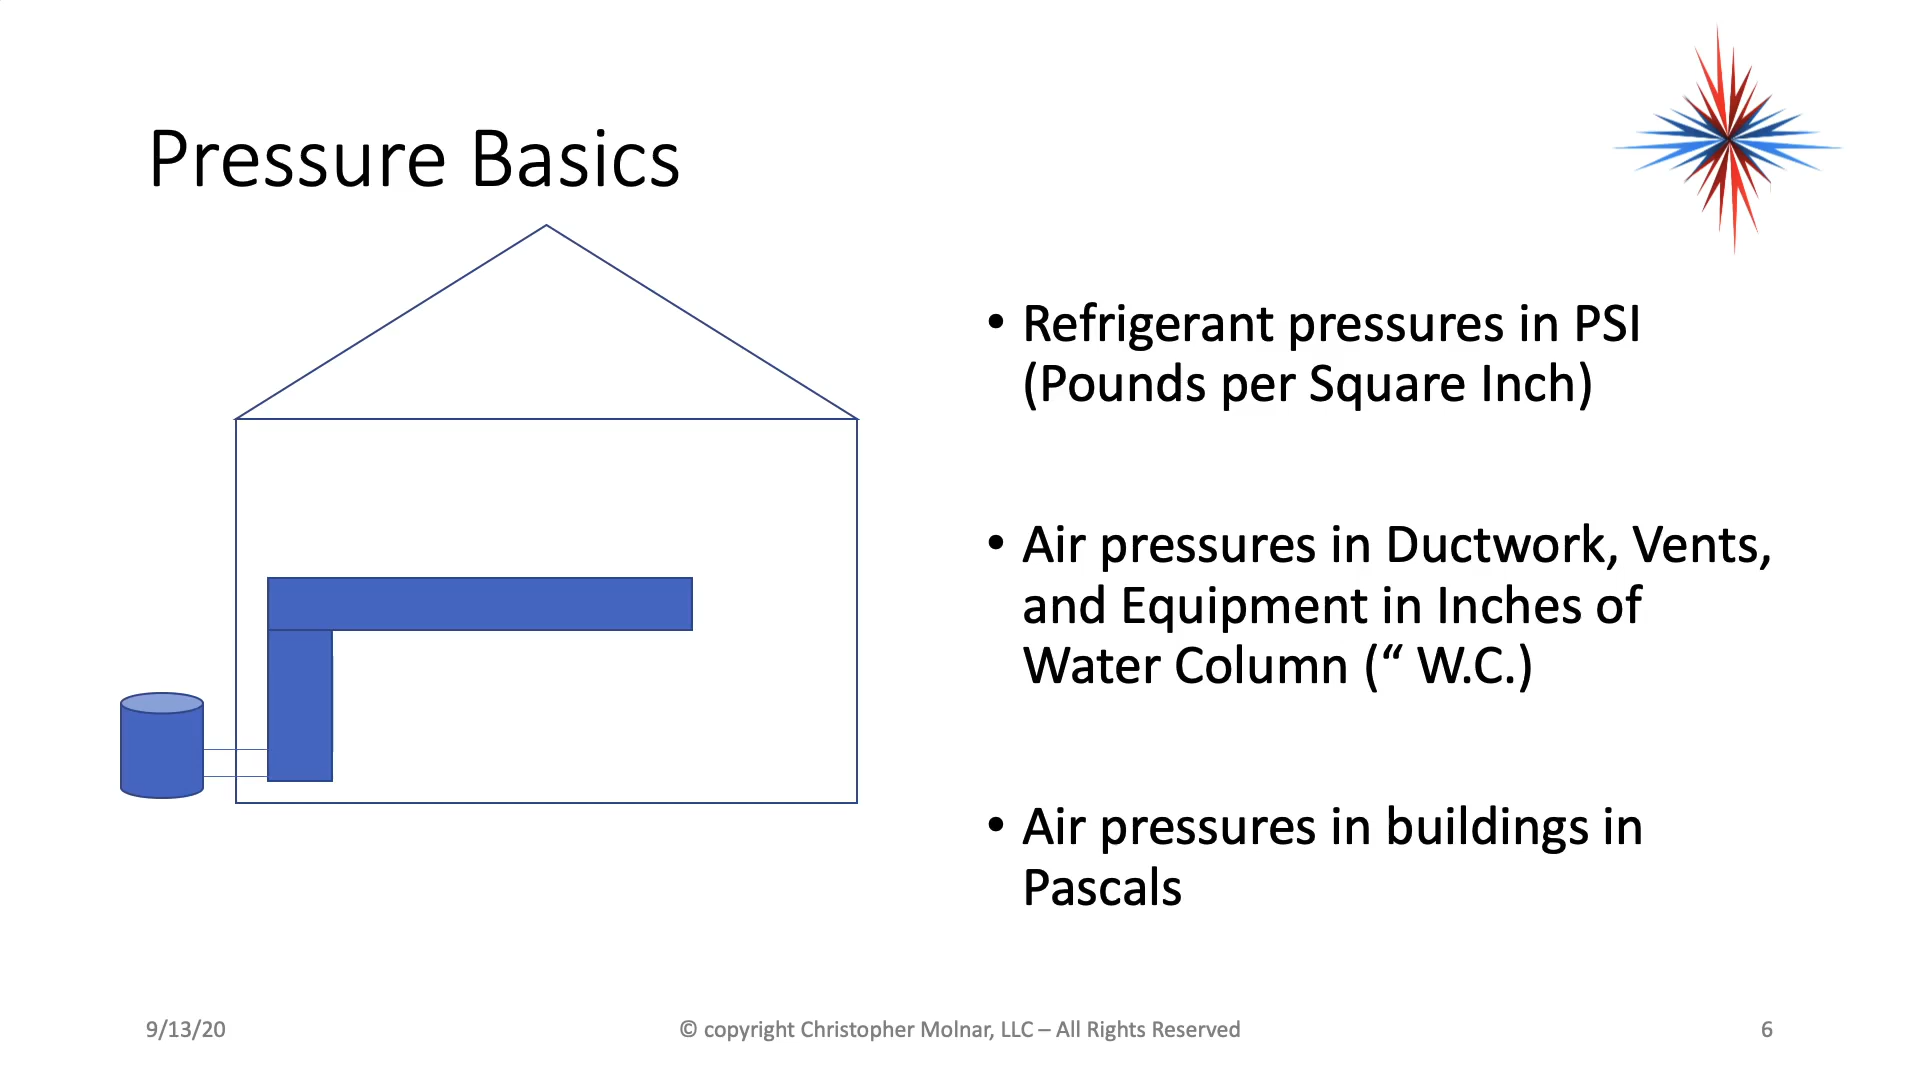 Pressure Basics
• Refrigerant pressures in PSI
(Pounds per Square Inch)
• Air pressures in Ductwork, Vents,
and Equipment in Inches of
Water Column (“ W.C.)
• Air pressures in buildings in
Pascals
9/13/20
© copyright Christopher Molnar, LLC – All Rights Reserved
6